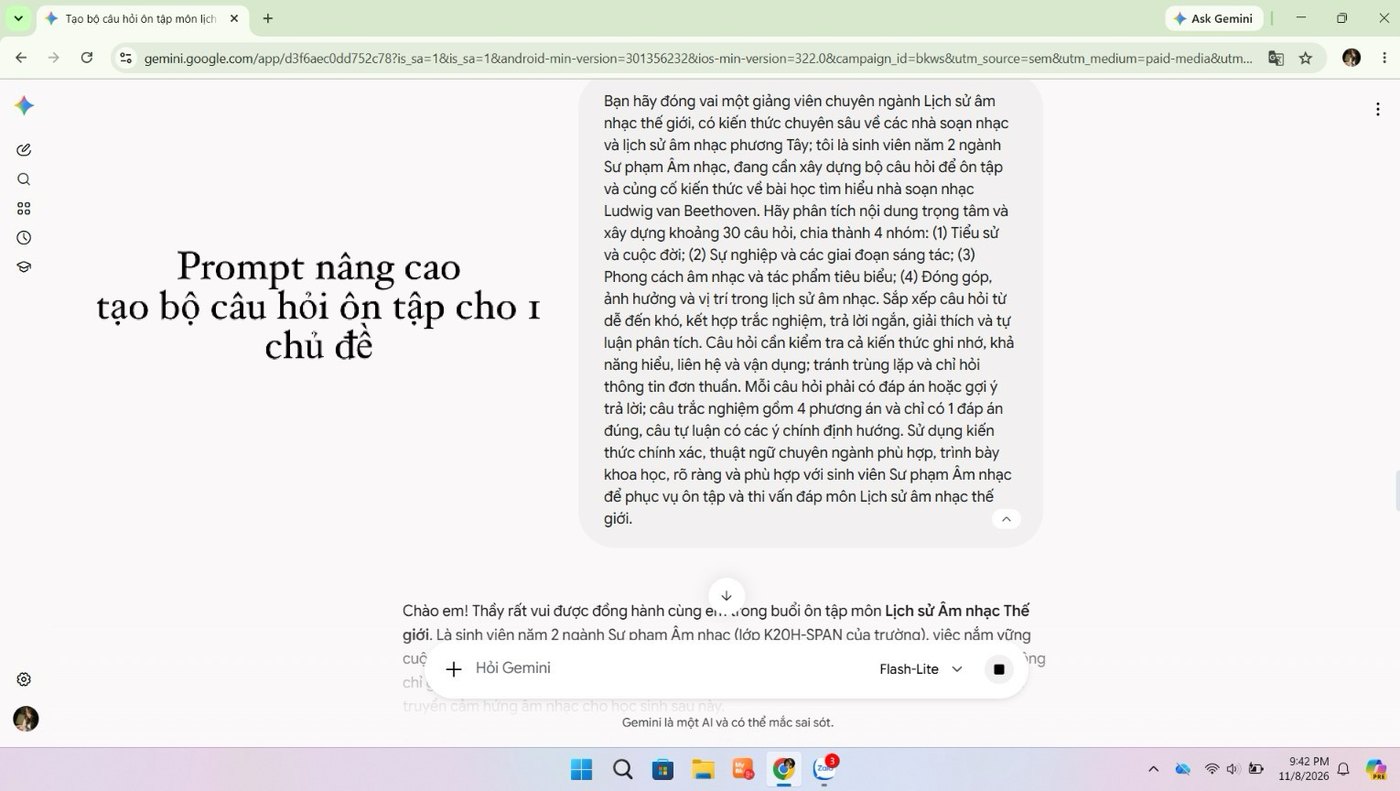 Tạo bộ câu hỏi ôn tập môn lịch
Ask Gemini
gemini.google.com/app/d3f6aec0dd752c78?is_sa=1&is_sa=1&android-min-version=301356232&ios-min-version=322.0&campaign_id=bkws&utm_source=sem&utm_medium=paid-media&utm...
Bạn hãy đóng vai một giảng viên chuyên ngành Lịch sử âm
nhạc thế giới, có kiến thức chuyên sâu về các nhà soạn nhạc
và lịch sử âm nhạc phương Tây; tôi là sinh viên năm 2 ngành
Sư phạm Âm nhạc, đang cần xây dựng bộ câu hỏi để ôn tập
và củng cố kiến thức về bài học tìm hiểu nhà soạn nhạc
Ludwig van Beethoven. Hãy phân tích nội dung trọng tâm và
xây dựng khoảng 30 câu hỏi, chia thành 4 nhóm: (1) Tiểu sử
và cuộc đời; (2) Sự nghiệp và các giai đoạn sáng tác; (3)
Phong cách âm nhạc và tác phẩm tiêu biểu; (4) Đóng góp,
ảnh hưởng và vị trí trong lịch sử âm nhạc. Sắp xếp câu hỏi từ
dễ đến khó, kết hợp trắc nghiệm, trả lời ngắn, giải thích và tự
luận phân tích. Câu hỏi cần kiểm tra cả kiến thức ghi nhớ, khả
năng hiểu, liên hệ và vận dụng; tránh trùng lặp và chỉ hỏi
thông tin đơn thuần. Mỗi câu hỏi phải có đáp án hoặc gợi ý
trả lời; câu trắc nghiệm gồm 4 phương án và chỉ có 1 đáp án
đúng, câu tự luận có các ý chính định hướng. Sử dụng kiến
thức chính xác, thuật ngữ chuyên ngành phù hợp, trình bày
khoa học, rõ ràng và phù hợp với sinh viên Sư phạm Âm nhạc
để phục vụ ôn tập và thi vấn đáp môn Lịch sử âm nhạc thế
giới.
Prompt nâng cao
tạo bộ câu hỏi ôn tập cho 1
chủ đề
Chào em! Thầy rất vui được đồng hành cùng em trong buổi ôn tập môn Lịch sử Âm nhạc Thế
giới. Là sinh viên năm 2 ngành Sư phạm Âm nhạc (lớp K20H-SPAN của trường), việc nắm vững
truyền cảm hứng âm nhạc cho học sinh sau này.
Hỏi Gemini
Flash-Lite
Gemini là một AI và có thể mắc sai sót.
Zalo
3
9:42 PM
11/8/2026
PRE